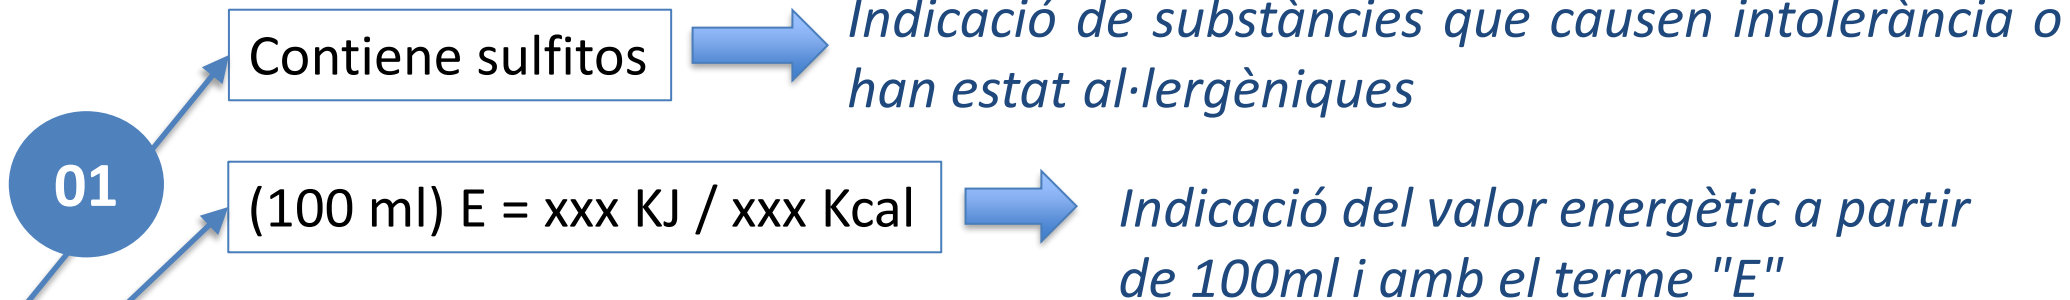 Contiene sulfitos
Indicació de substàncies que causen intolerància o
han estat al·lergèniques
01
(100 ml) E = xxx KJ / xxx Kcal
Indicació del valor energètic a partir
de 100ml i amb el terme "E"